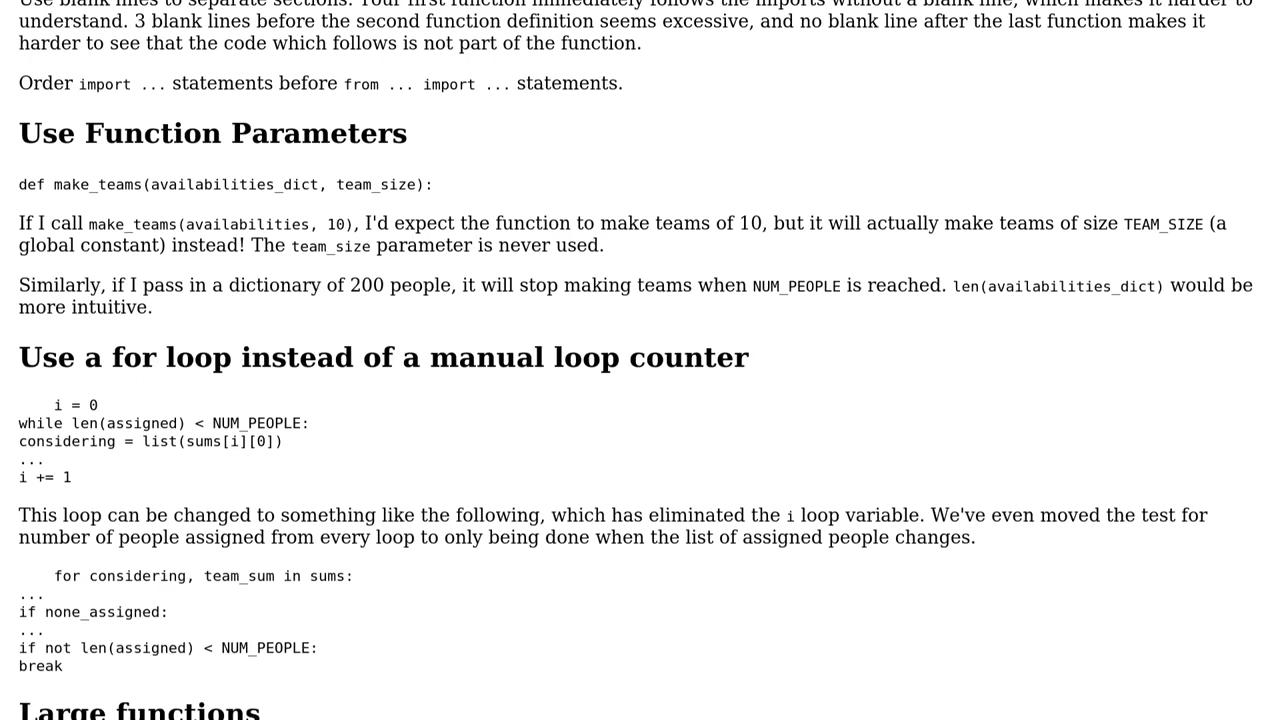 Use blank lines to separate sections. Your first function immediately follows the imports without a blank line, which makes it harder to
understand. 3 blank lines before the second function definition seems excessive, and no blank line after the last function makes it
harder to see that the code which follows is not part of the function.
Order import ... statements before from ... import ... statements.
Use Function Parameters
def make_teams(availabilities_dict, team_size):
If I call make_teams(availabilities, 10), I'd expect the function to make teams of 10, but it will actually make teams of size TEAM_SIZE (a
global constant) instead! The team_size parameter is never used.
Similarly, if I pass in a dictionary of 200 people, it will stop making teams when NUM_PEOPLE is reached. len(availabilities_dict) would be
more intuitive.
Use a for loop instead of a manual loop counter
i = 0
while len(assigned) < NUM_PEOPLE:
considering = list(sums[i][0])
...
i += 1
This loop can be changed to something like the following, which has eliminated the i loop variable. We've even moved the test for
number of people assigned from every loop to only being done when the list of assigned people changes.
for considering, team_sum in sums:
...
if none_assigned:
...
if not len(assigned) < NUM_PEOPLE:
break
Large functions